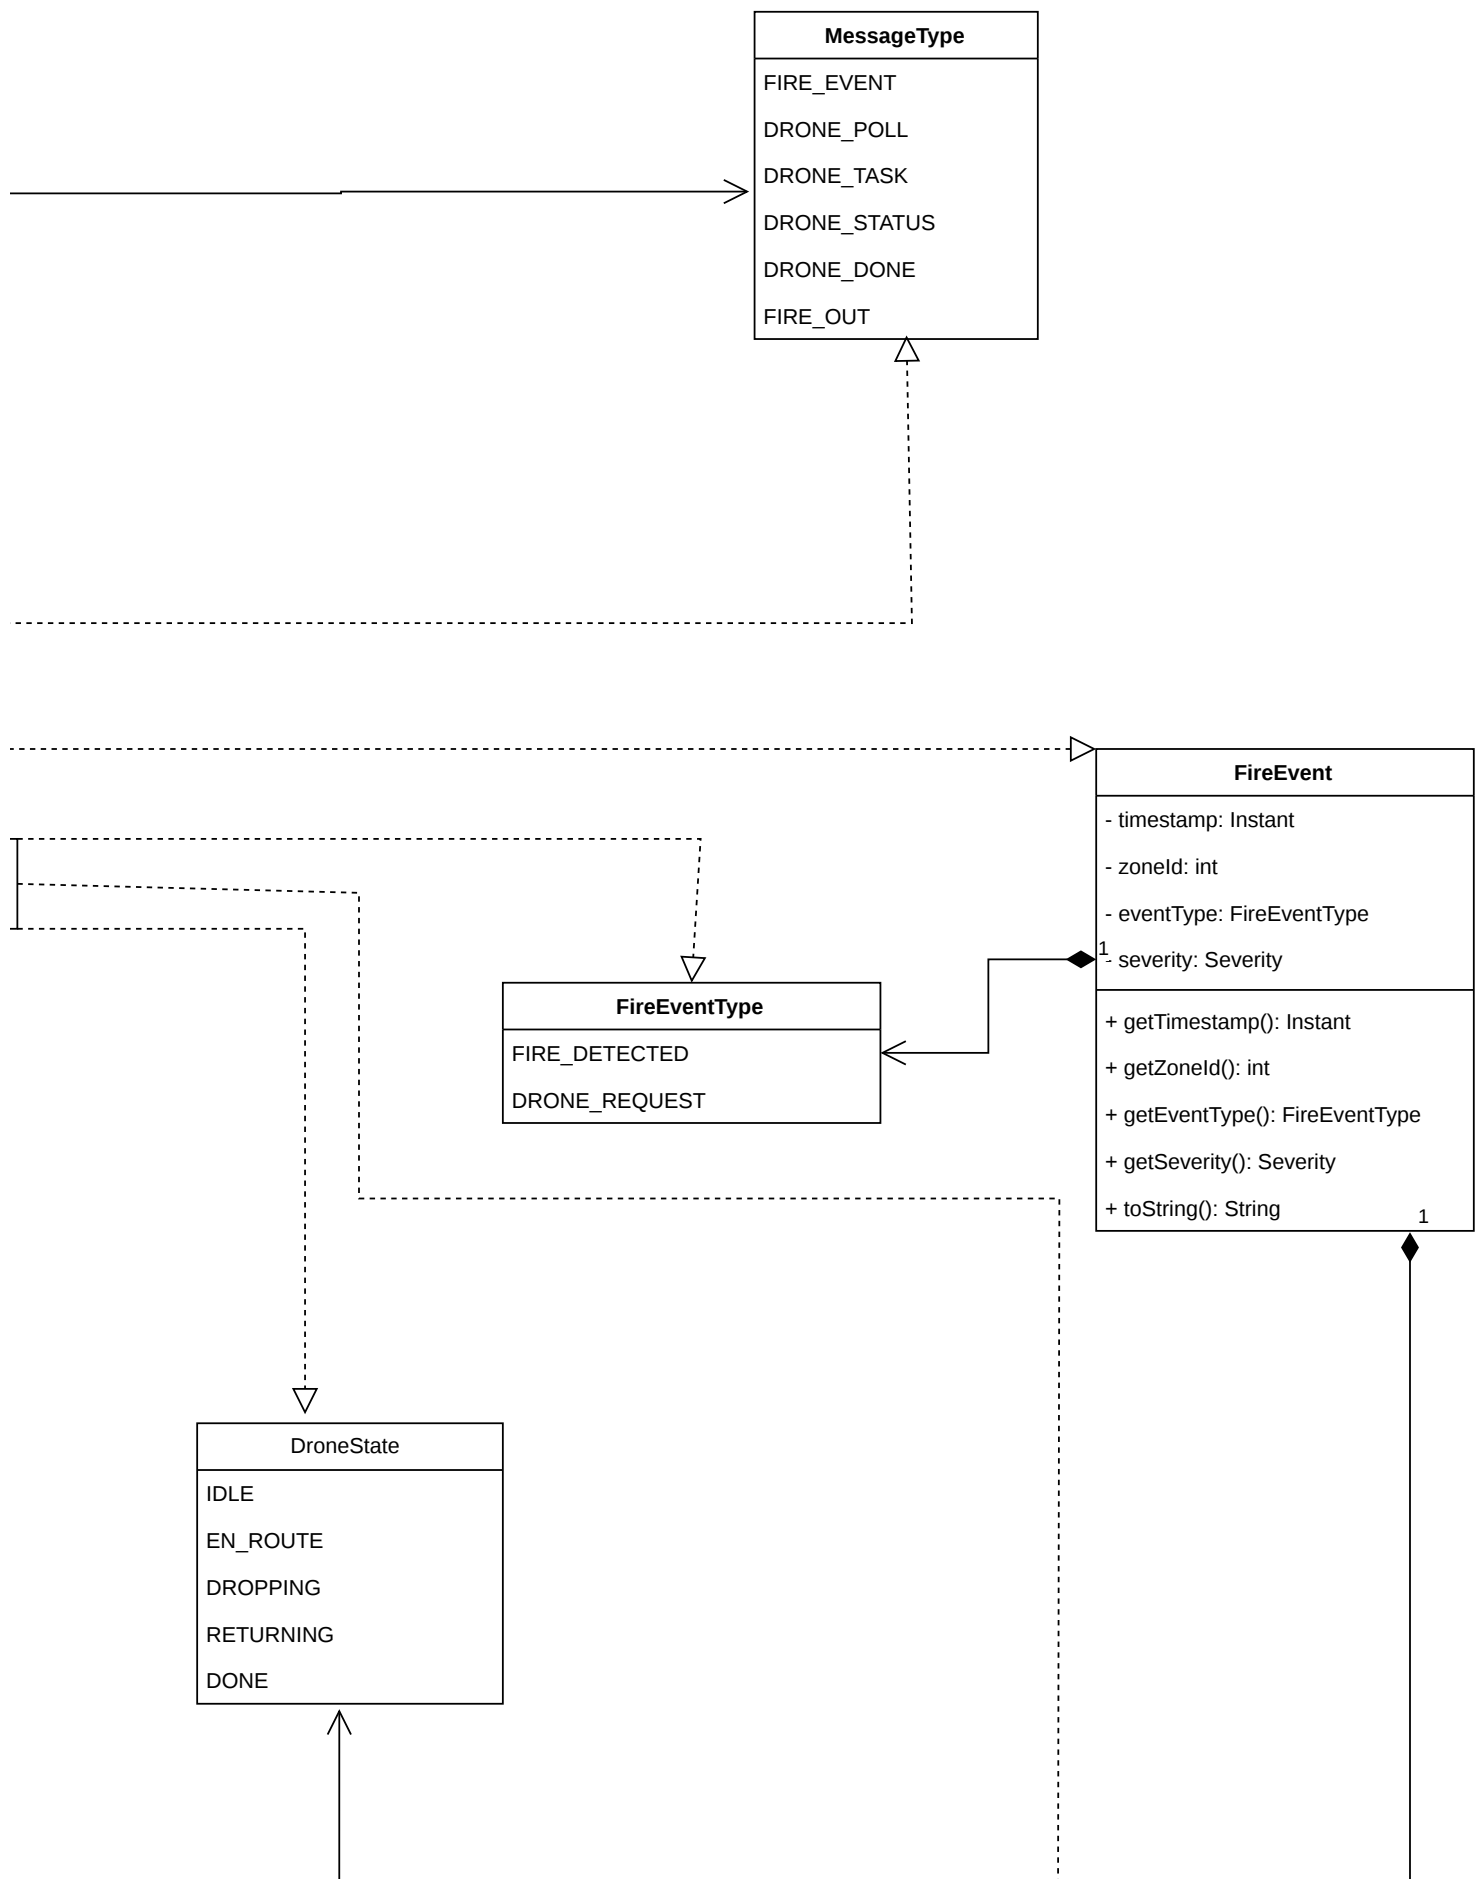 MessageType
FIRE_EVENT
DRONE_POLL
DRONE_TASK
DRONE_STATUS
DRONE_DONE
FIRE_OUT
FireEvent
- timestamp: Instant
- zoneId: int
- eventType: FireEventType
1
- severity: Severity
+ getTimestamp(): Instant
+ getZoneId(): int
+ getEventType(): FireEventType
+ getSeverity(): Severity
+ toString(): String
1
FireEventType
FIRE_DETECTED
DRONE_REQUEST
DroneState
IDLE
EN_ROUTE
DROPPING
RETURNING
DONE